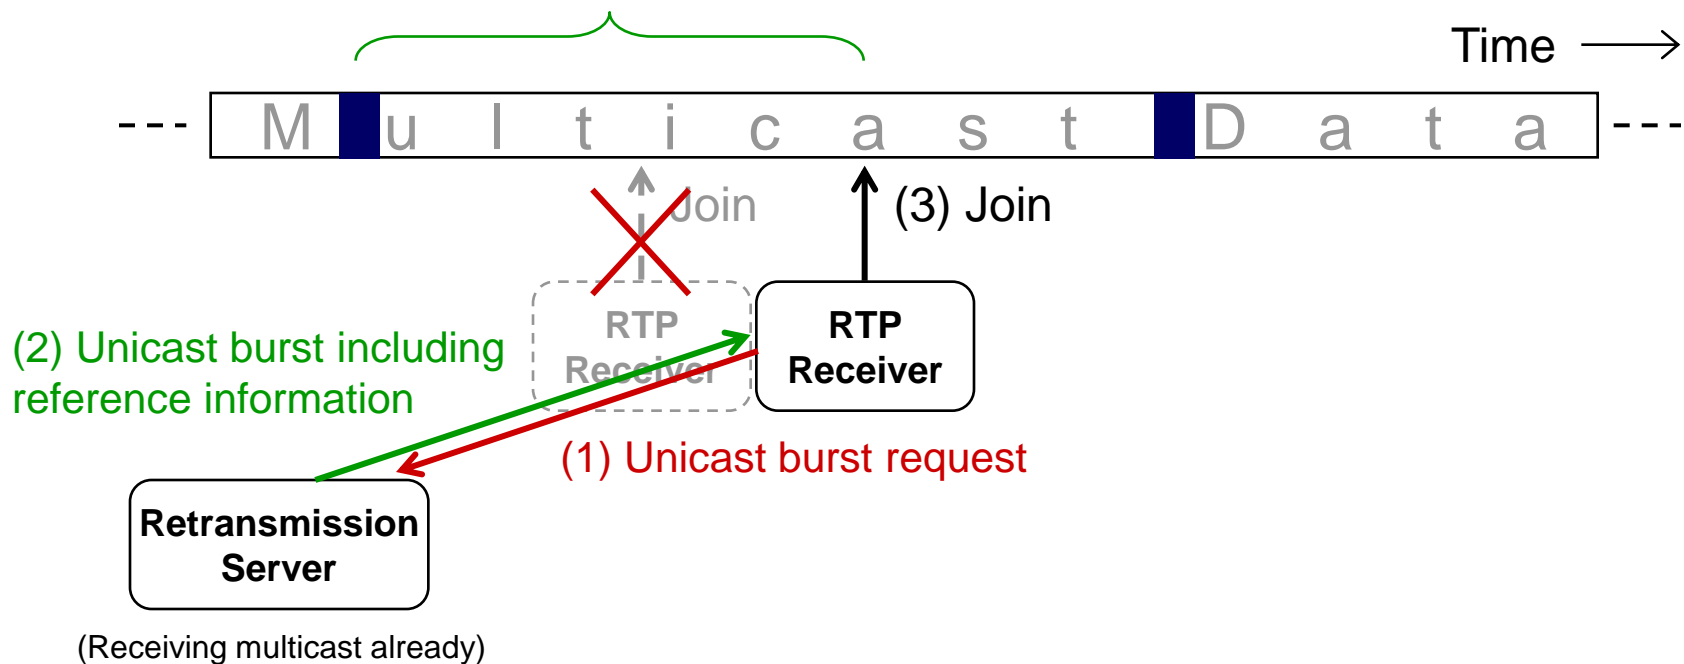 Time
M u l t i c a s t D a t a
Join
(3) Join
RTP
Receiver
RTP
Receiver
(2) Unicast burst including
reference information
(1) Unicast burst request
Retransmission
Server
(Receiving multicast already)